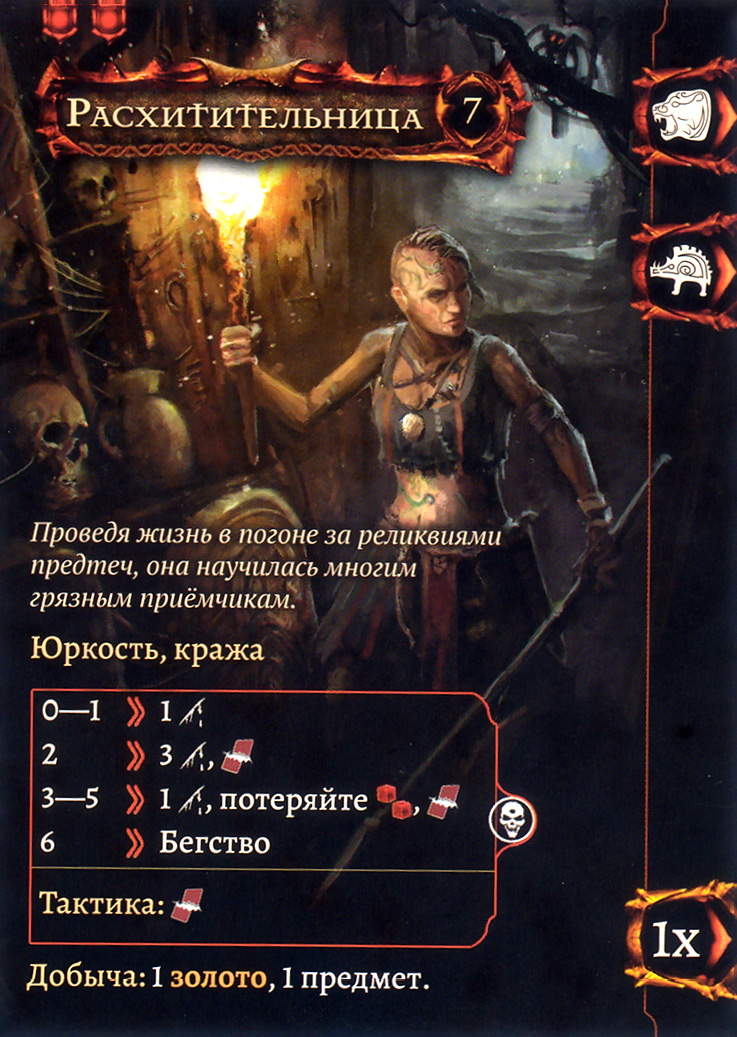 Расхитительница 7
Проведя жизнь в погоне за реликвиями
предтеч, она научилась многим
грязным приёмчикам.
Юркость, кража
0—1 1
2 3 ,
3—5 1 , потеряйте ,
6 Бегство
Тактика:
1x
Добыча: 1 золото, 1 предмет.